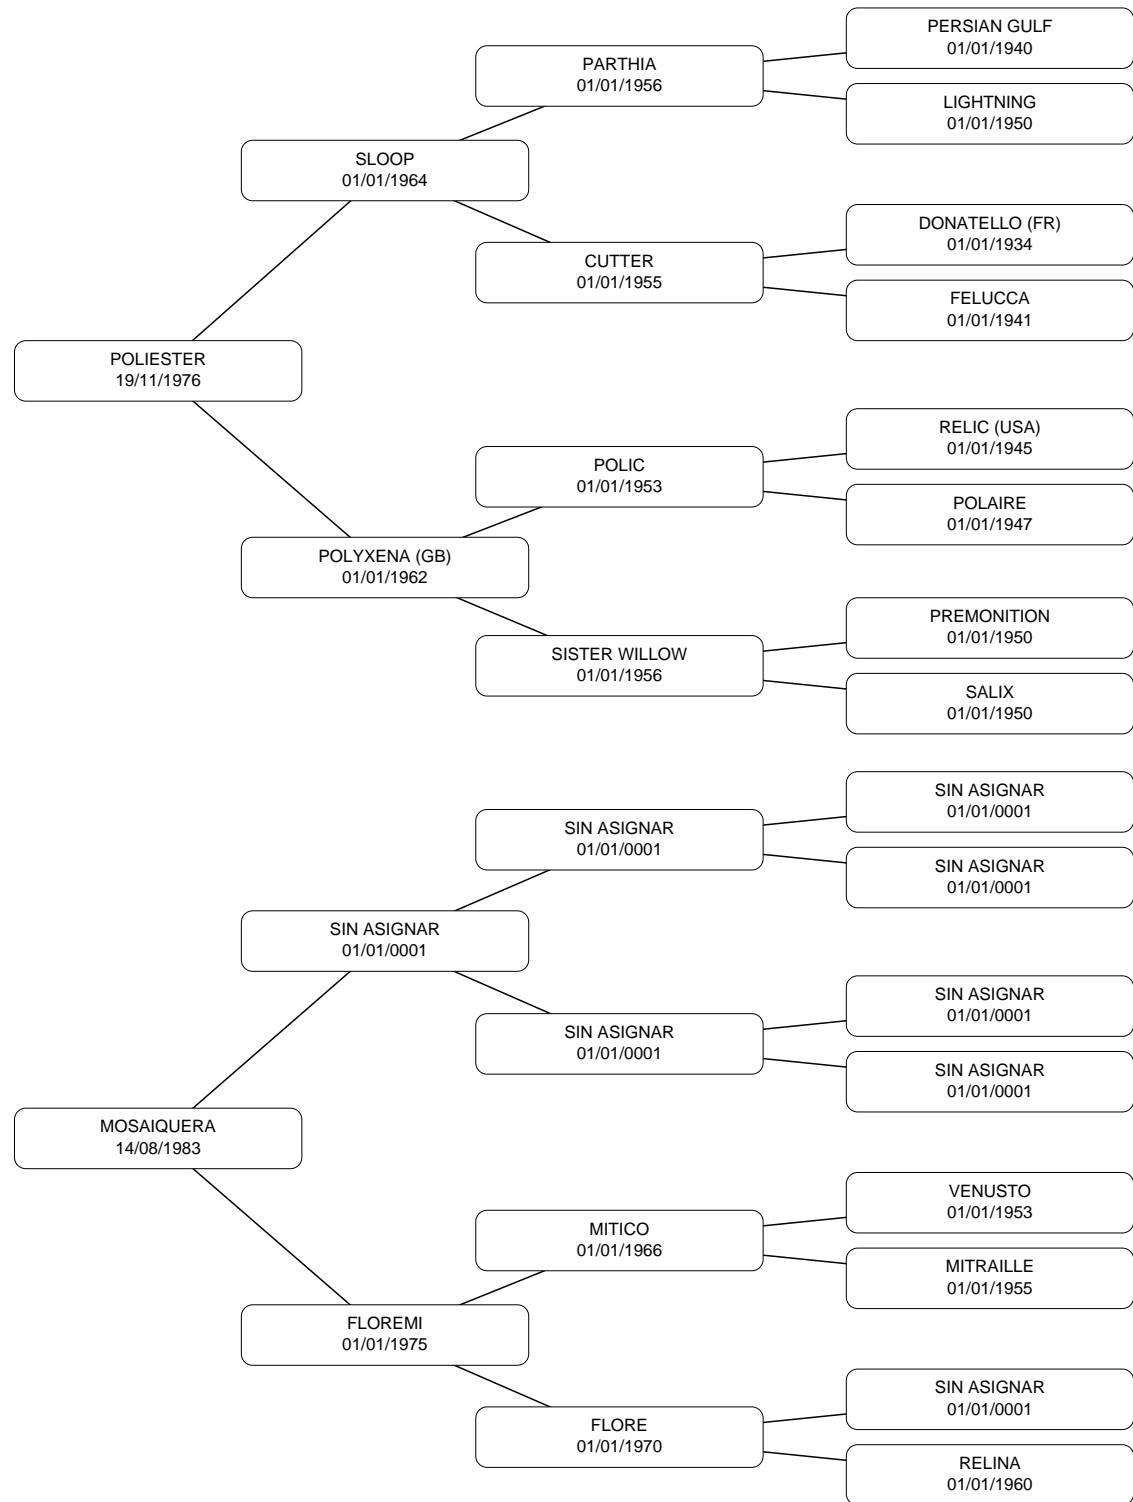 PERSIAN GULF
01/01/1940
PARTHIA
01/01/1956
LIGHTNING
01/01/1950
SLOOP
01/01/1964
DONATELLO (FR)
01/01/1934
CUTTER
01/01/1955
FELUCCA
01/01/1941
POLIESTER
19/11/1976
RELIC (USA)
01/01/1945
POLIC
01/01/1953
POLAIRE
01/01/1947
POLYXENA (GB)
01/01/1962
PREMONITION
01/01/1950
SISTER WILLOW
01/01/1956
SALIX
01/01/1950
SIN ASIGNAR
01/01/0001
SIN ASIGNAR
01/01/0001
SIN ASIGNAR
01/01/0001
SIN ASIGNAR
01/01/0001
SIN ASIGNAR
01/01/0001
SIN ASIGNAR
01/01/0001
SIN ASIGNAR
01/01/0001
MOSAIQUERA
14/08/1983
VENUSTO
01/01/1953
MITICO
01/01/1966
MITRAILLE
01/01/1955
FLOREMI
01/01/1975
SIN ASIGNAR
01/01/0001
FLORE
01/01/1970
RELINA
01/01/1960